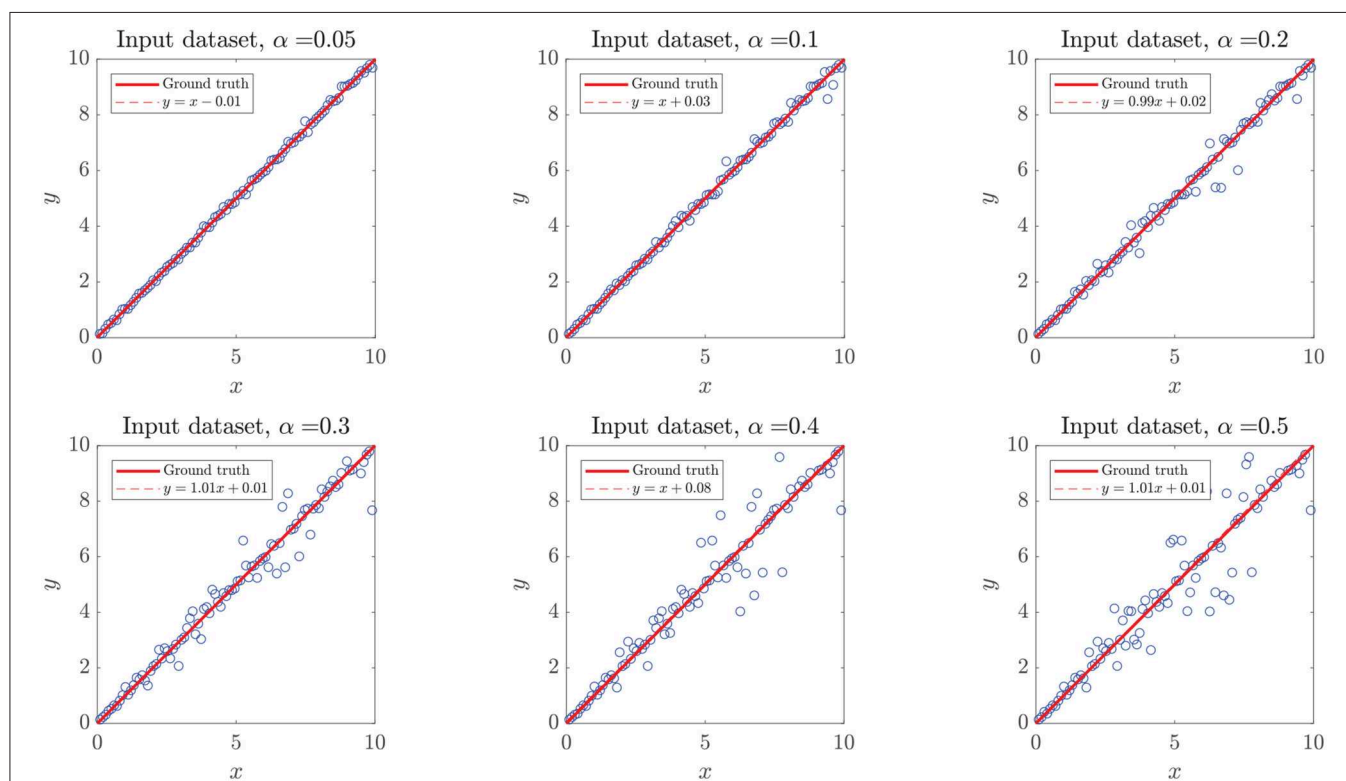 Input dataset, α =0.05
Ground truth
y = x − 0.01
10
8
6
4
2
0
y
0 5 10
x
Input dataset, α =0.1
Ground truth
y = x + 0.03
10
8
6
4
2
0
y
0 5 10
x
Input dataset, α =0.2
Ground truth
y = 0.99x + 0.02
10
8
6
4
2
0
y
0 5 10
x
Input dataset, α =0.3
Ground truth
y = 1.01x + 0.01
10
8
6
4
2
0
y
0 5 10
x
Input dataset, α =0.4
Ground truth
y = x + 0.08
10
8
6
4
2
0
y
0 5 10
x
Input dataset, α =0.5
Ground truth
y = 1.01x + 0.01
10
8
6
4
2
0
y
0 5 10
x